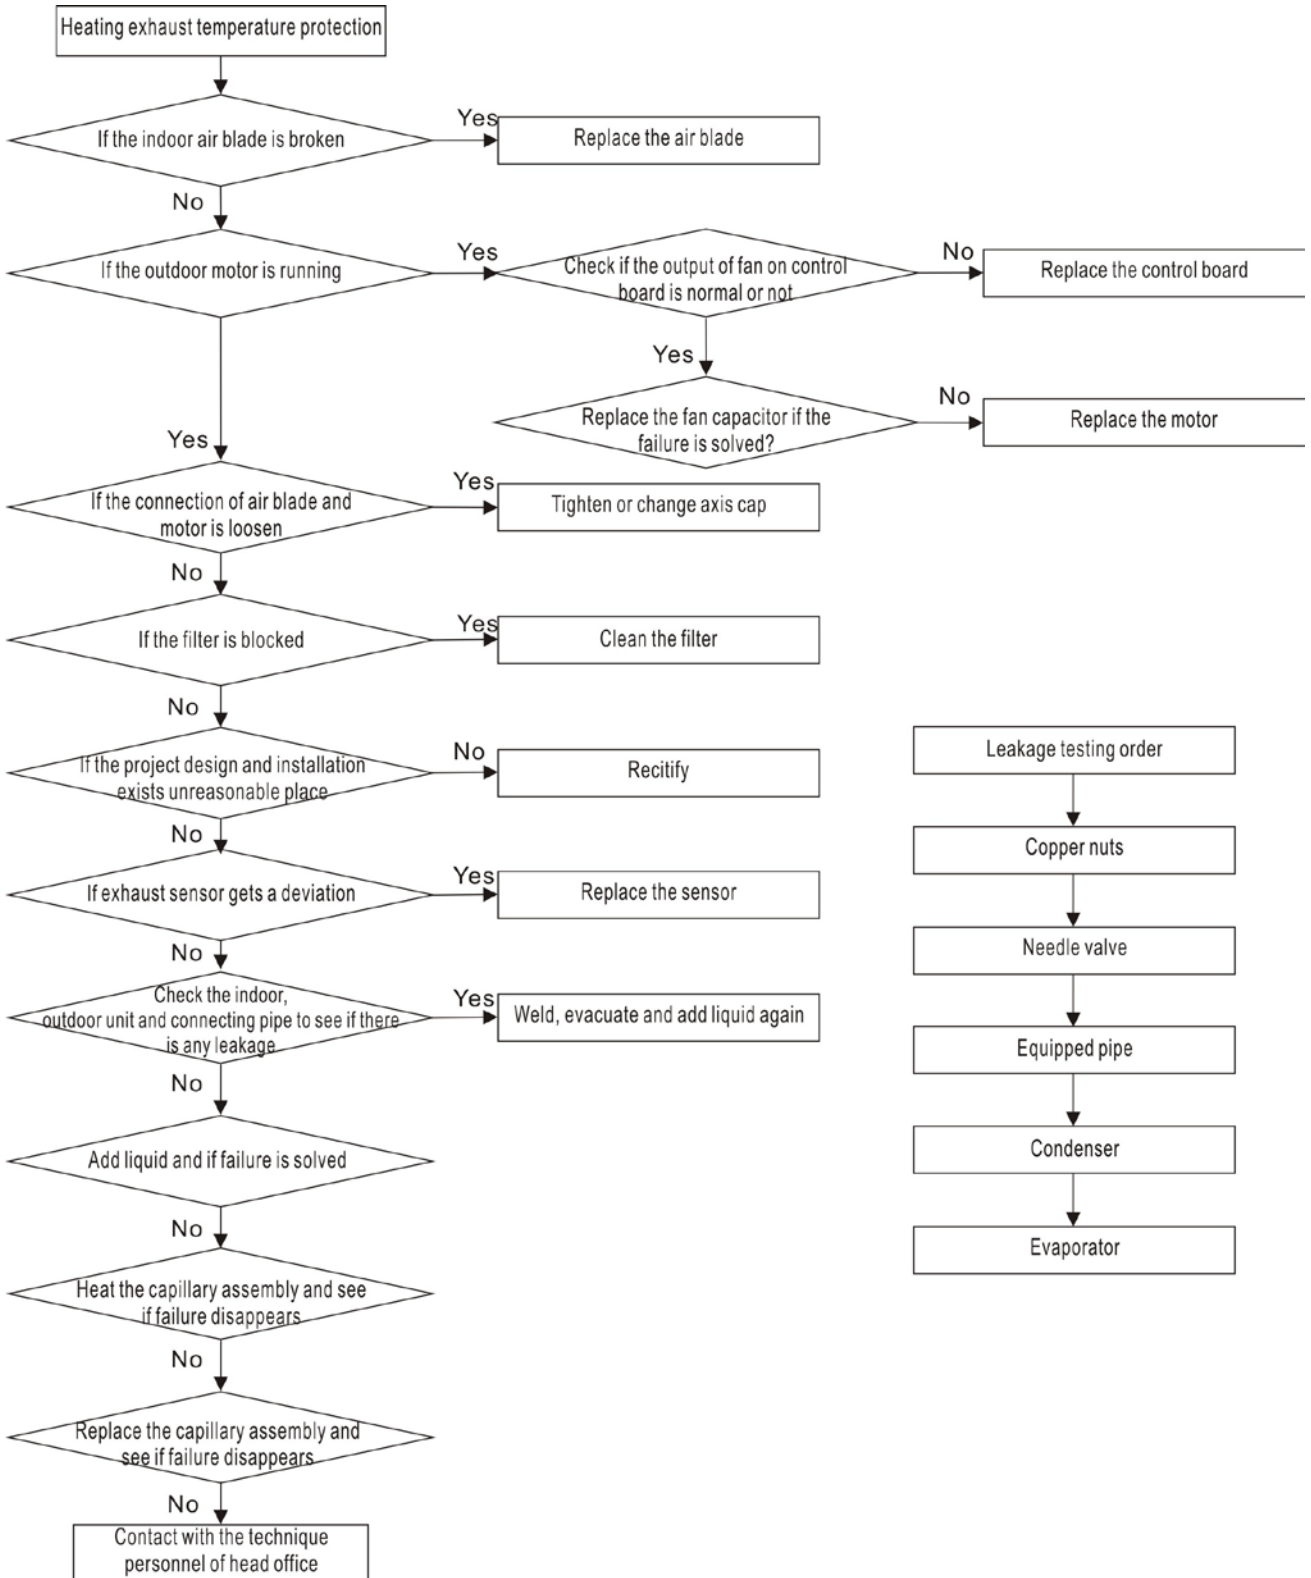 Heating exhaust temperature protection
If the indoor air blade is broken
Yes
Replace the air blade
No
If the outdoor motor is running
Yes
Check if the output of fan on control
board is normal or not
No
Replace the control board
Yes
Replace the fan capacitor if the
failure is solved?
No
Replace the motor
Yes
If the connection of air blade and
motor is loosen
Yes
Tighten or change axis cap
No
If the filter is blocked
Yes
Clean the filter
No
If the project design and installation
exists unreasonable place
No
Recitify
No
If exhaust sensor gets a deviation
Yes
Replace the sensor
No
Check the indoor,
outdoor unit and connecting pipe to see if there
is any leakage
Yes
Weld, evacuate and add liquid again
No
Add liquid and if failure is solved
No
Heat the capillary assembly and see
if failure disappears
No
Replace the capillary assembly and
see if failure disappears
No
Contact with the technique
personnel of head office
Leakage testing order
Copper nuts
Needle valve
Equipped pipe
Condenser
Evaporator